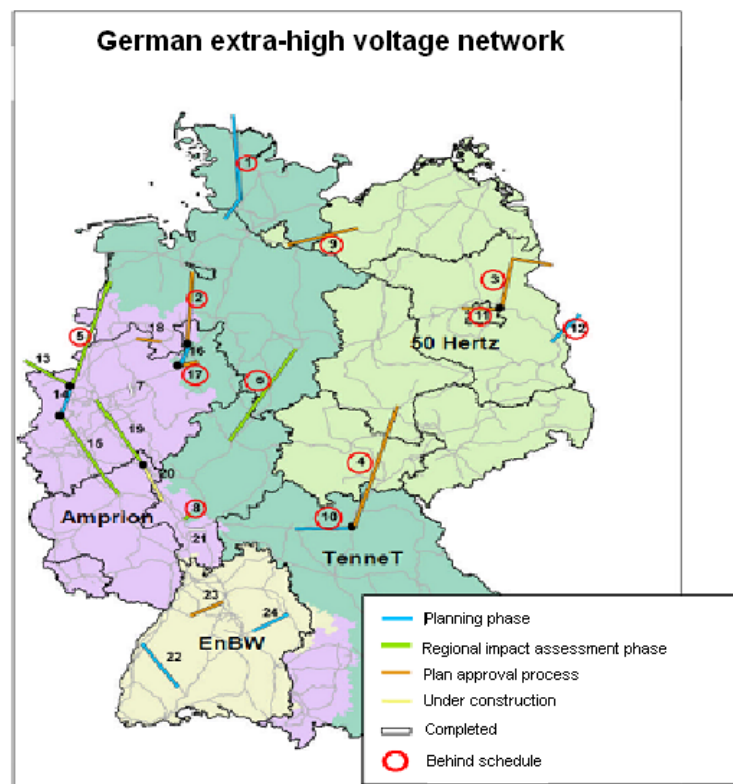 German extra-high voltage network
1
9
3
2
11
18
5
50 Hertz
12
16
13
17
6
7
14
19
15
4
20
8
10
Amprion
21
TenneT
23
24
EnBW
22
Planning phase
Regional impact assessment phase
Plan approval process
Under construction
Completed
Behind schedule